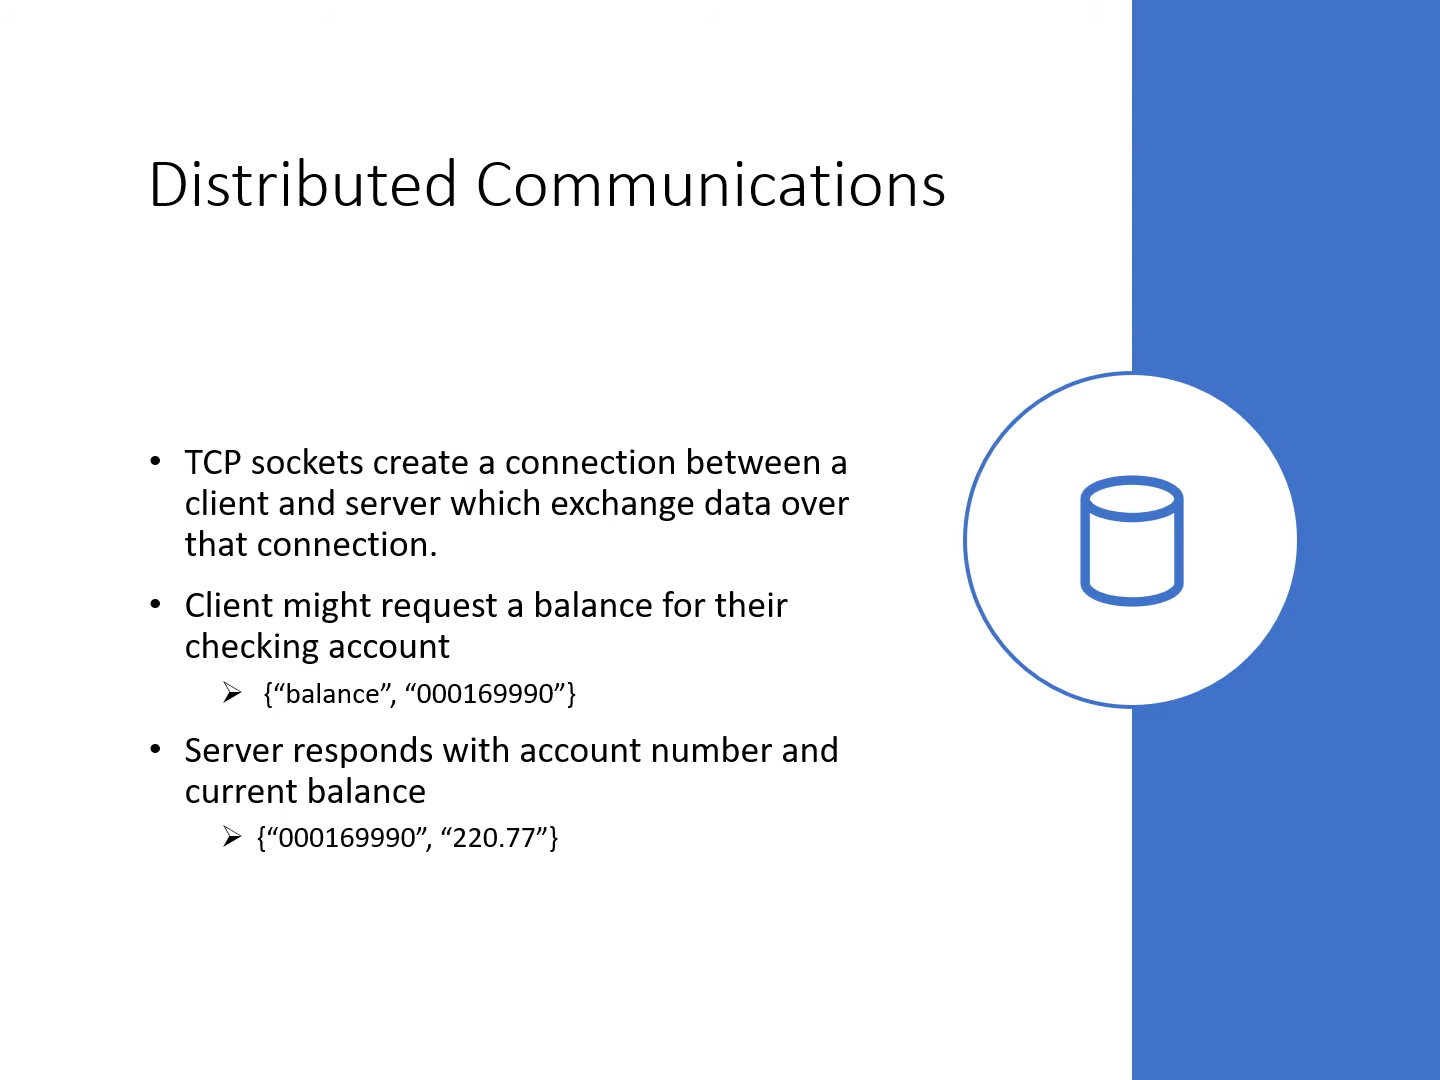 Distributed Communications
• TCP sockets create a connection between a
client and server which exchange data over
that connection.
• Client might request a balance for their
checking account
➢ {“balance”, “000169990”}
• Server responds with account number and
current balance
➢ {“000169990”, “220.77”}